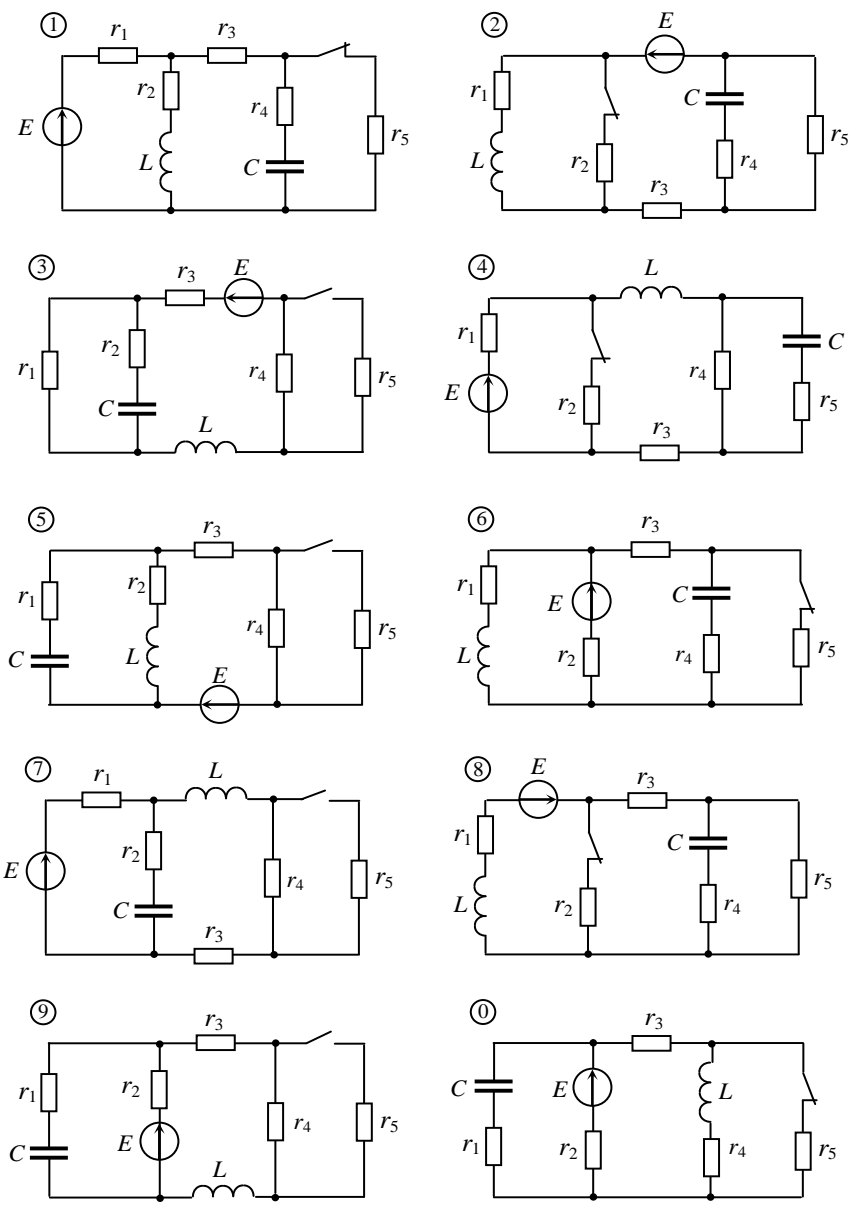 1
r1 r3
r2 r4
E L C r5
2
E
r1 C
L r2 r4 r5
r3
3
r3 E
r2
r1 r4 r5
C L
4
L
r1 C
E r2 r4 r5
r3
5
r3
r1 r2 r4 r5
C L E
6
r3
r1 E C
L r2 r4 r5
7
r1 L
r2
E r4 r5
C r3
8
E r3
r1 C
L r2 r4 r5
9
r3
r1 r2 r4 r5
C E L
0
r3
C E L
r1 r2 r4 r5